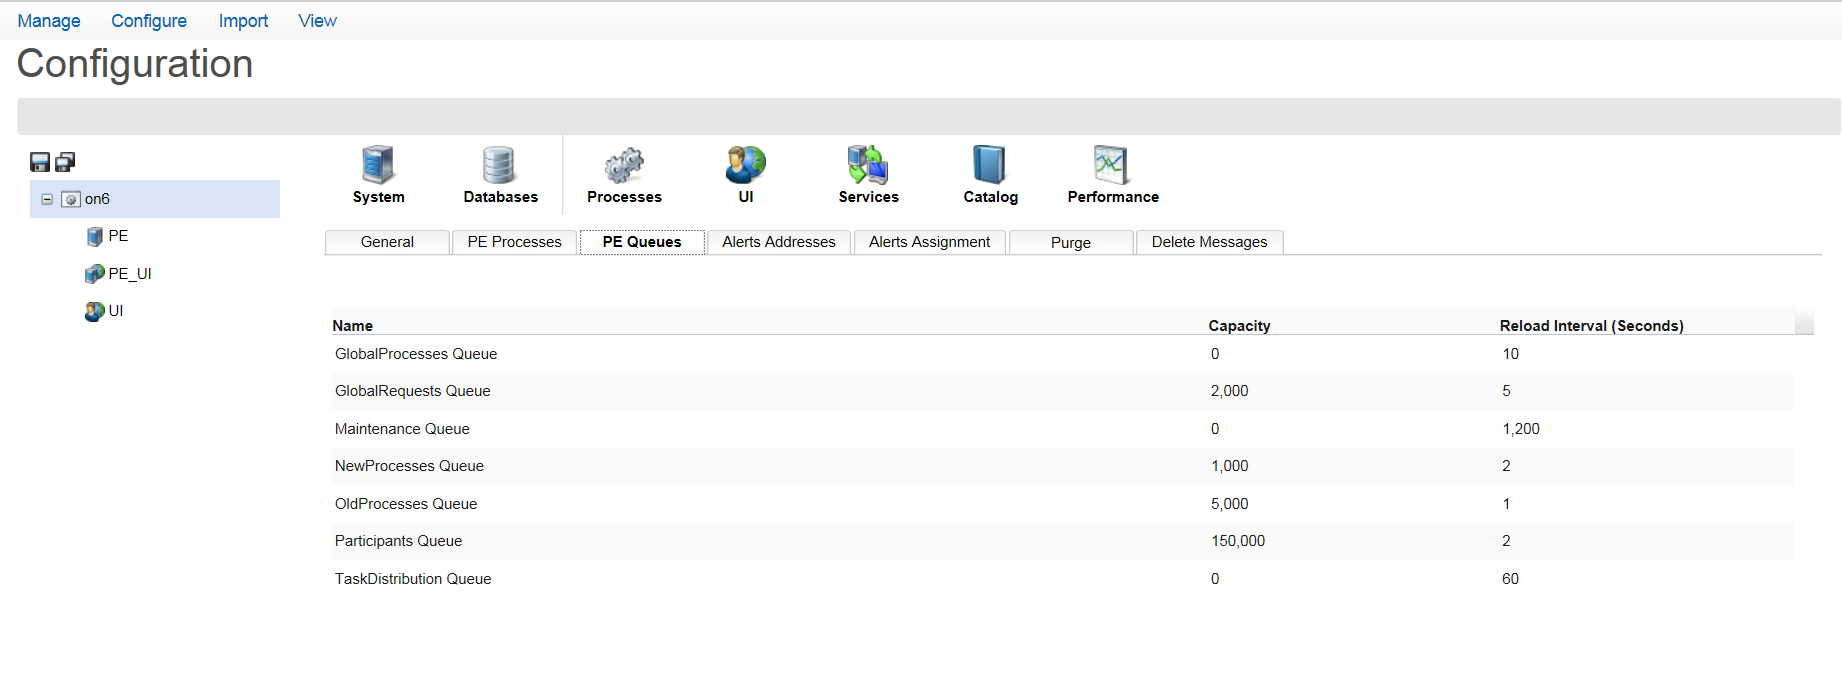 Manage Configure Import View
Configuration
on6
PE
PE_UI
UI
System Databases Processes UI Services Catalog Performance
General PE Processes PE Queues Alerts Addresses Alerts Assignment Purge Delete Messages
Name Capacity Reload Interval (Seconds)
GlobalProcesses Queue 0 10
GlobalRequests Queue 2,000 5
Maintenance Queue 0 1,200
NewProcesses Queue 1,000 2
OldProcesses Queue 5,000 1
Participants Queue 150,000 2
TaskDistribution Queue 0 60